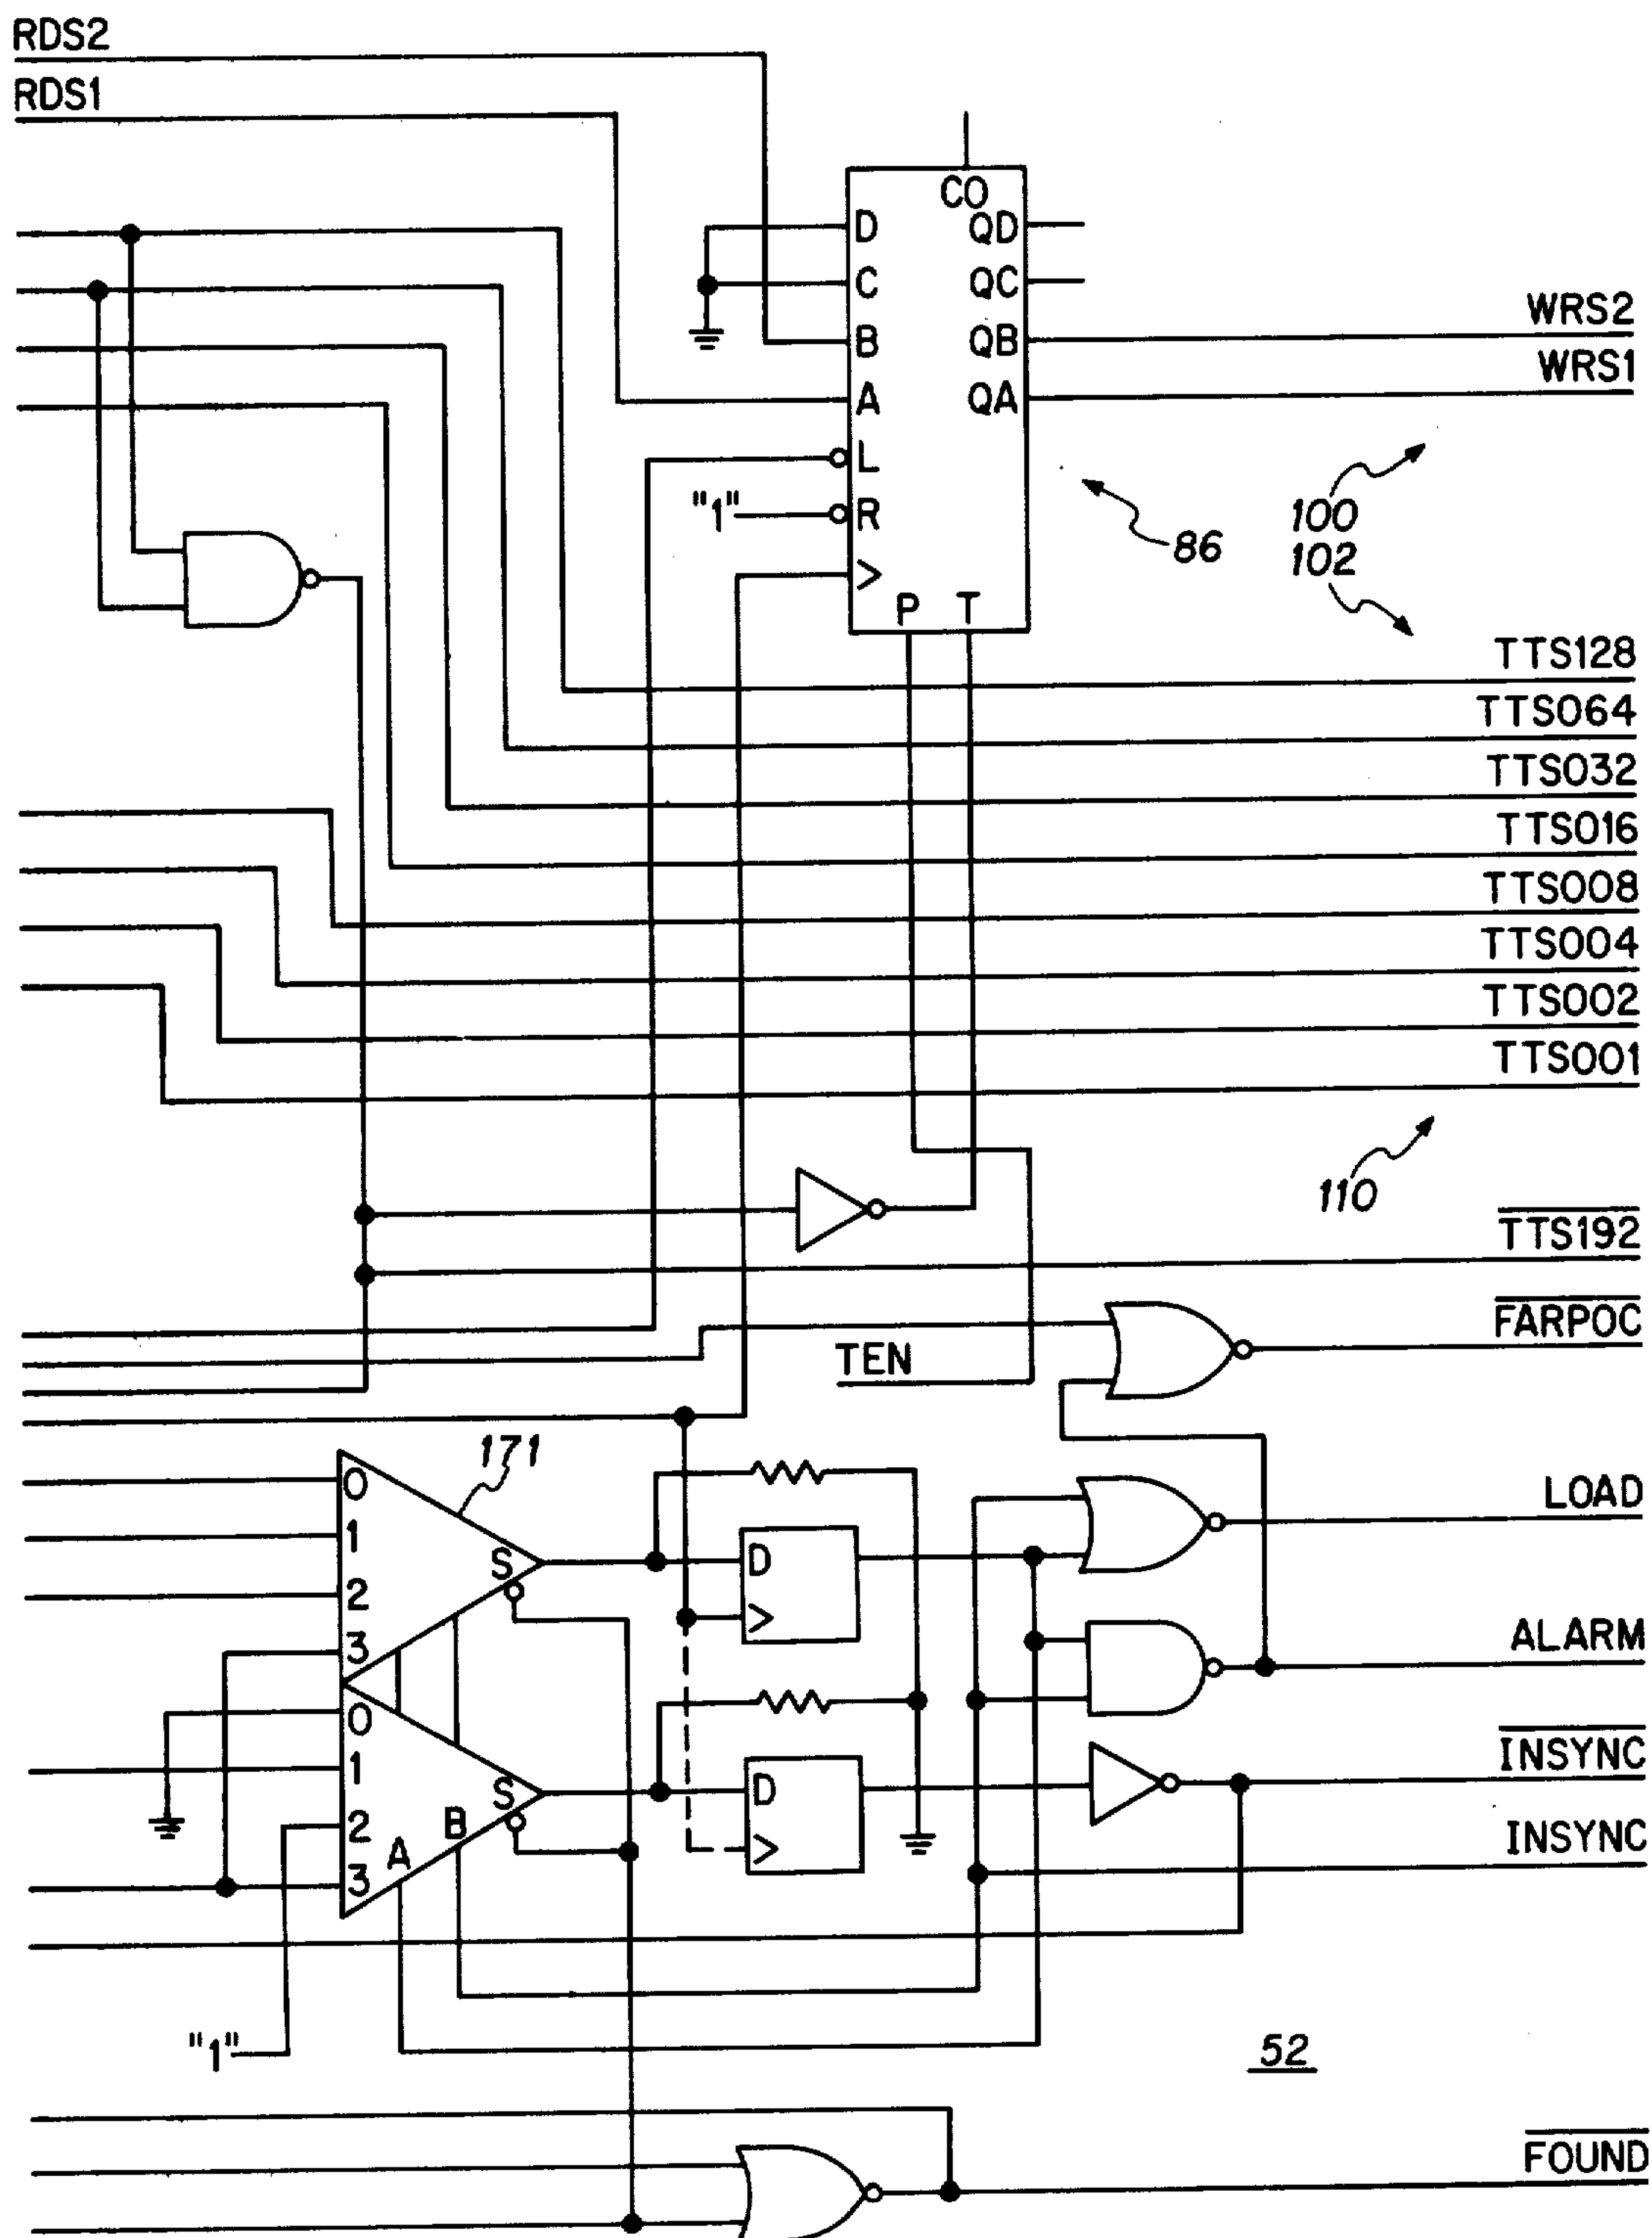 RDS2
RDS1
CO
D QD
C QC
B QB WRS2
A QA WRS1
L
"1" R
>
86
100
102
P T
TTS128
TTS064
TTS032
TTS016
TTS008
TTS004
TTS002
TTS001
110
TTS192
FARPOC
TEN
171
0
1
2
3
S
D
>
LOAD
ALARM
0
1
2
3
A B S
D
>
INSYNC
INSYNC
"1"
52
FOUND